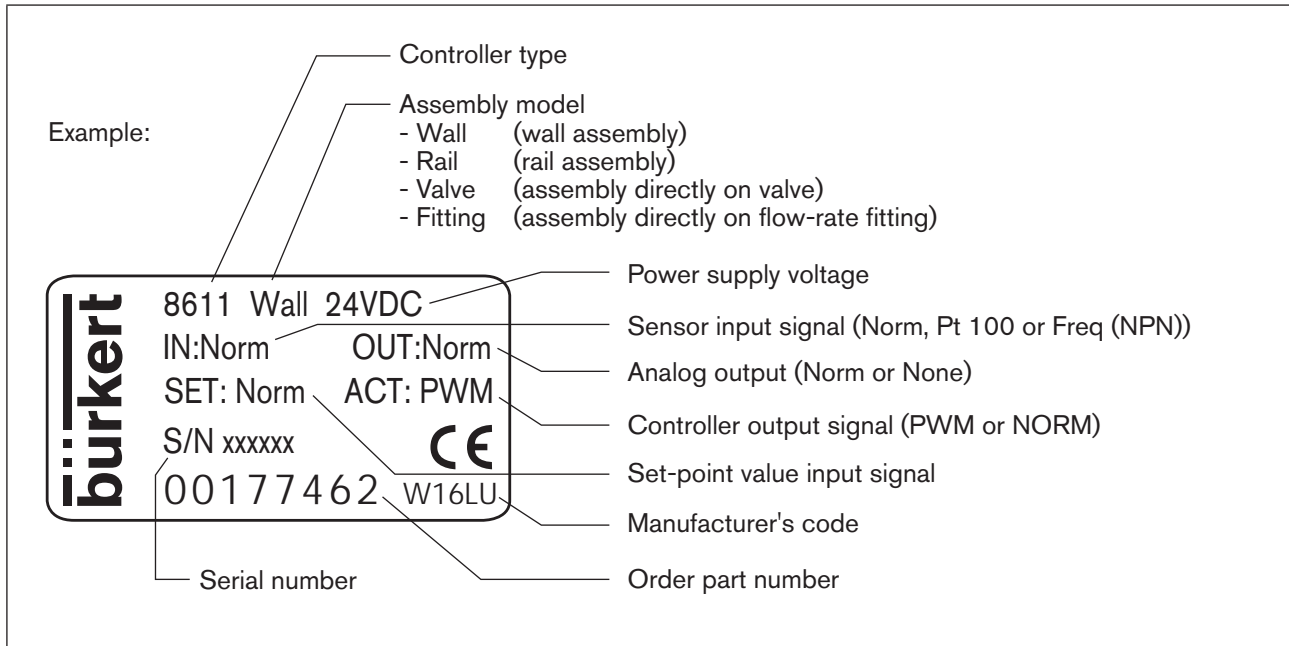 Controller type
Assembly model
Example:
- Wall (wall assembly)
- Rail (rail assembly)
- Valve (assembly directly on valve)
- Fitting (assembly directly on flow-rate fitting)
bürkert
8611 Wall 24VDC
IN:Norm OUT:Norm
SET: Norm ACT: PWM
S/N xxxxxx CE
00177462 W16LU
Power supply voltage
Sensor input signal (Norm, Pt 100 or Freq (NPN))
Analog output (Norm or None)
Controller output signal (PWM or NORM)
Set-point value input signal
Manufacturer's code
Serial number
Order part number